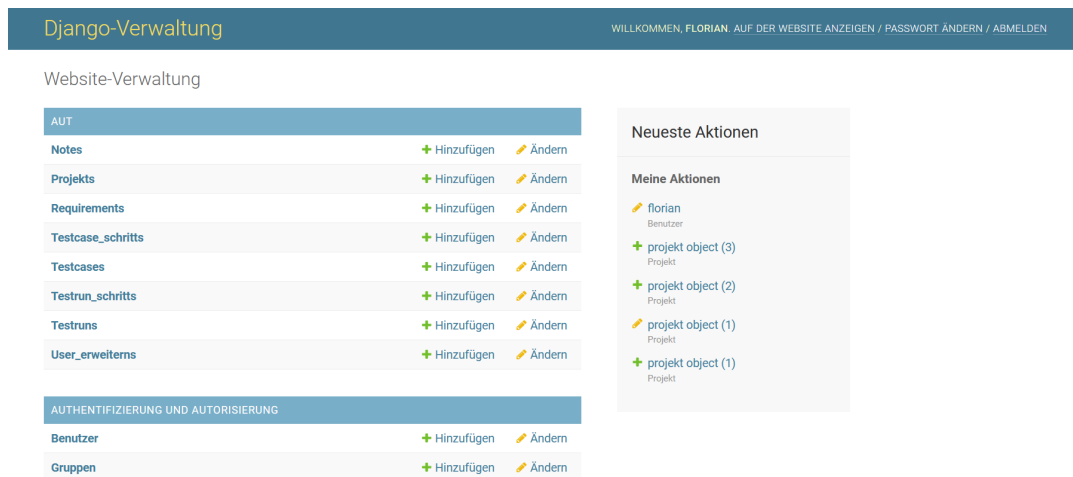 Django-Verwaltung
WILLKOMMEN, FLORIAN. AUF DER WEBSITE ANZEIGEN / PASSWORT ÄNDERN / ABMELDEN
Website-Verwaltung
AUT
Notes Hinzufügen Ändern
Projekts Hinzufügen Ändern
Requirements Hinzufügen Ändern
Testcase_schritts Hinzufügen Ändern
Testcases Hinzufügen Ändern
Testrun_schritts Hinzufügen Ändern
Testruns Hinzufügen Ändern
User_erweiterns Hinzufügen Ändern
AUTHENTIFIZIERUNG UND AUTORISIERUNG
Benutzer Hinzufügen Ändern
Gruppen Hinzufügen Ändern
Neueste Aktionen
Meine Aktionen
florian
Benutzer
projekt object (3)
Projekt
projekt object (2)
Projekt
projekt object (1)
Projekt
projekt object (1)
Projekt